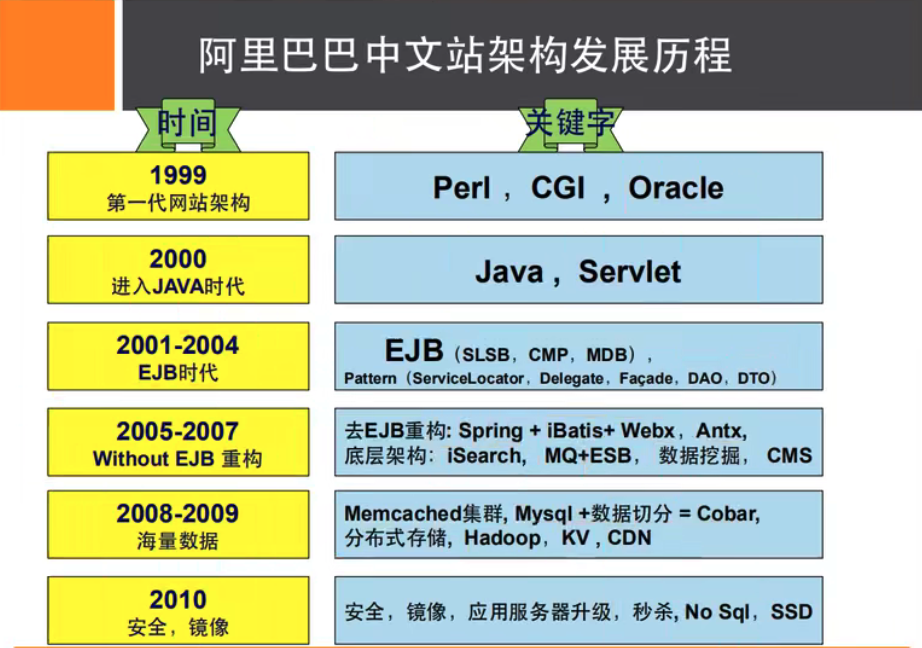 阿里巴巴中文站架构发展历程
时间
关键字
1999
第一代网站架构
Perl ，CGI ，Oracle
2000
进入JAVA时代
Java ，Servlet
2001-2004
EJB时代
EJB（SLSB，CMP，MDB），
Pattern（ServiceLocator，Delegate，Façade，DAO，DTO）
2005-2007
Without EJB 重构
去EJB重构: Spring + iBatis+ Webx，Antx,
底层架构：iSearch, MQ+ESB， 数据挖掘， CMS
2008-2009
海量数据
Memcached集群, Mysql +数据切分 = Cobar,
分布式存储, Hadoop，KV , CDN
2010
安全，镜像
安全，镜像，应用服务器升级，秒杀, No Sql，SSD